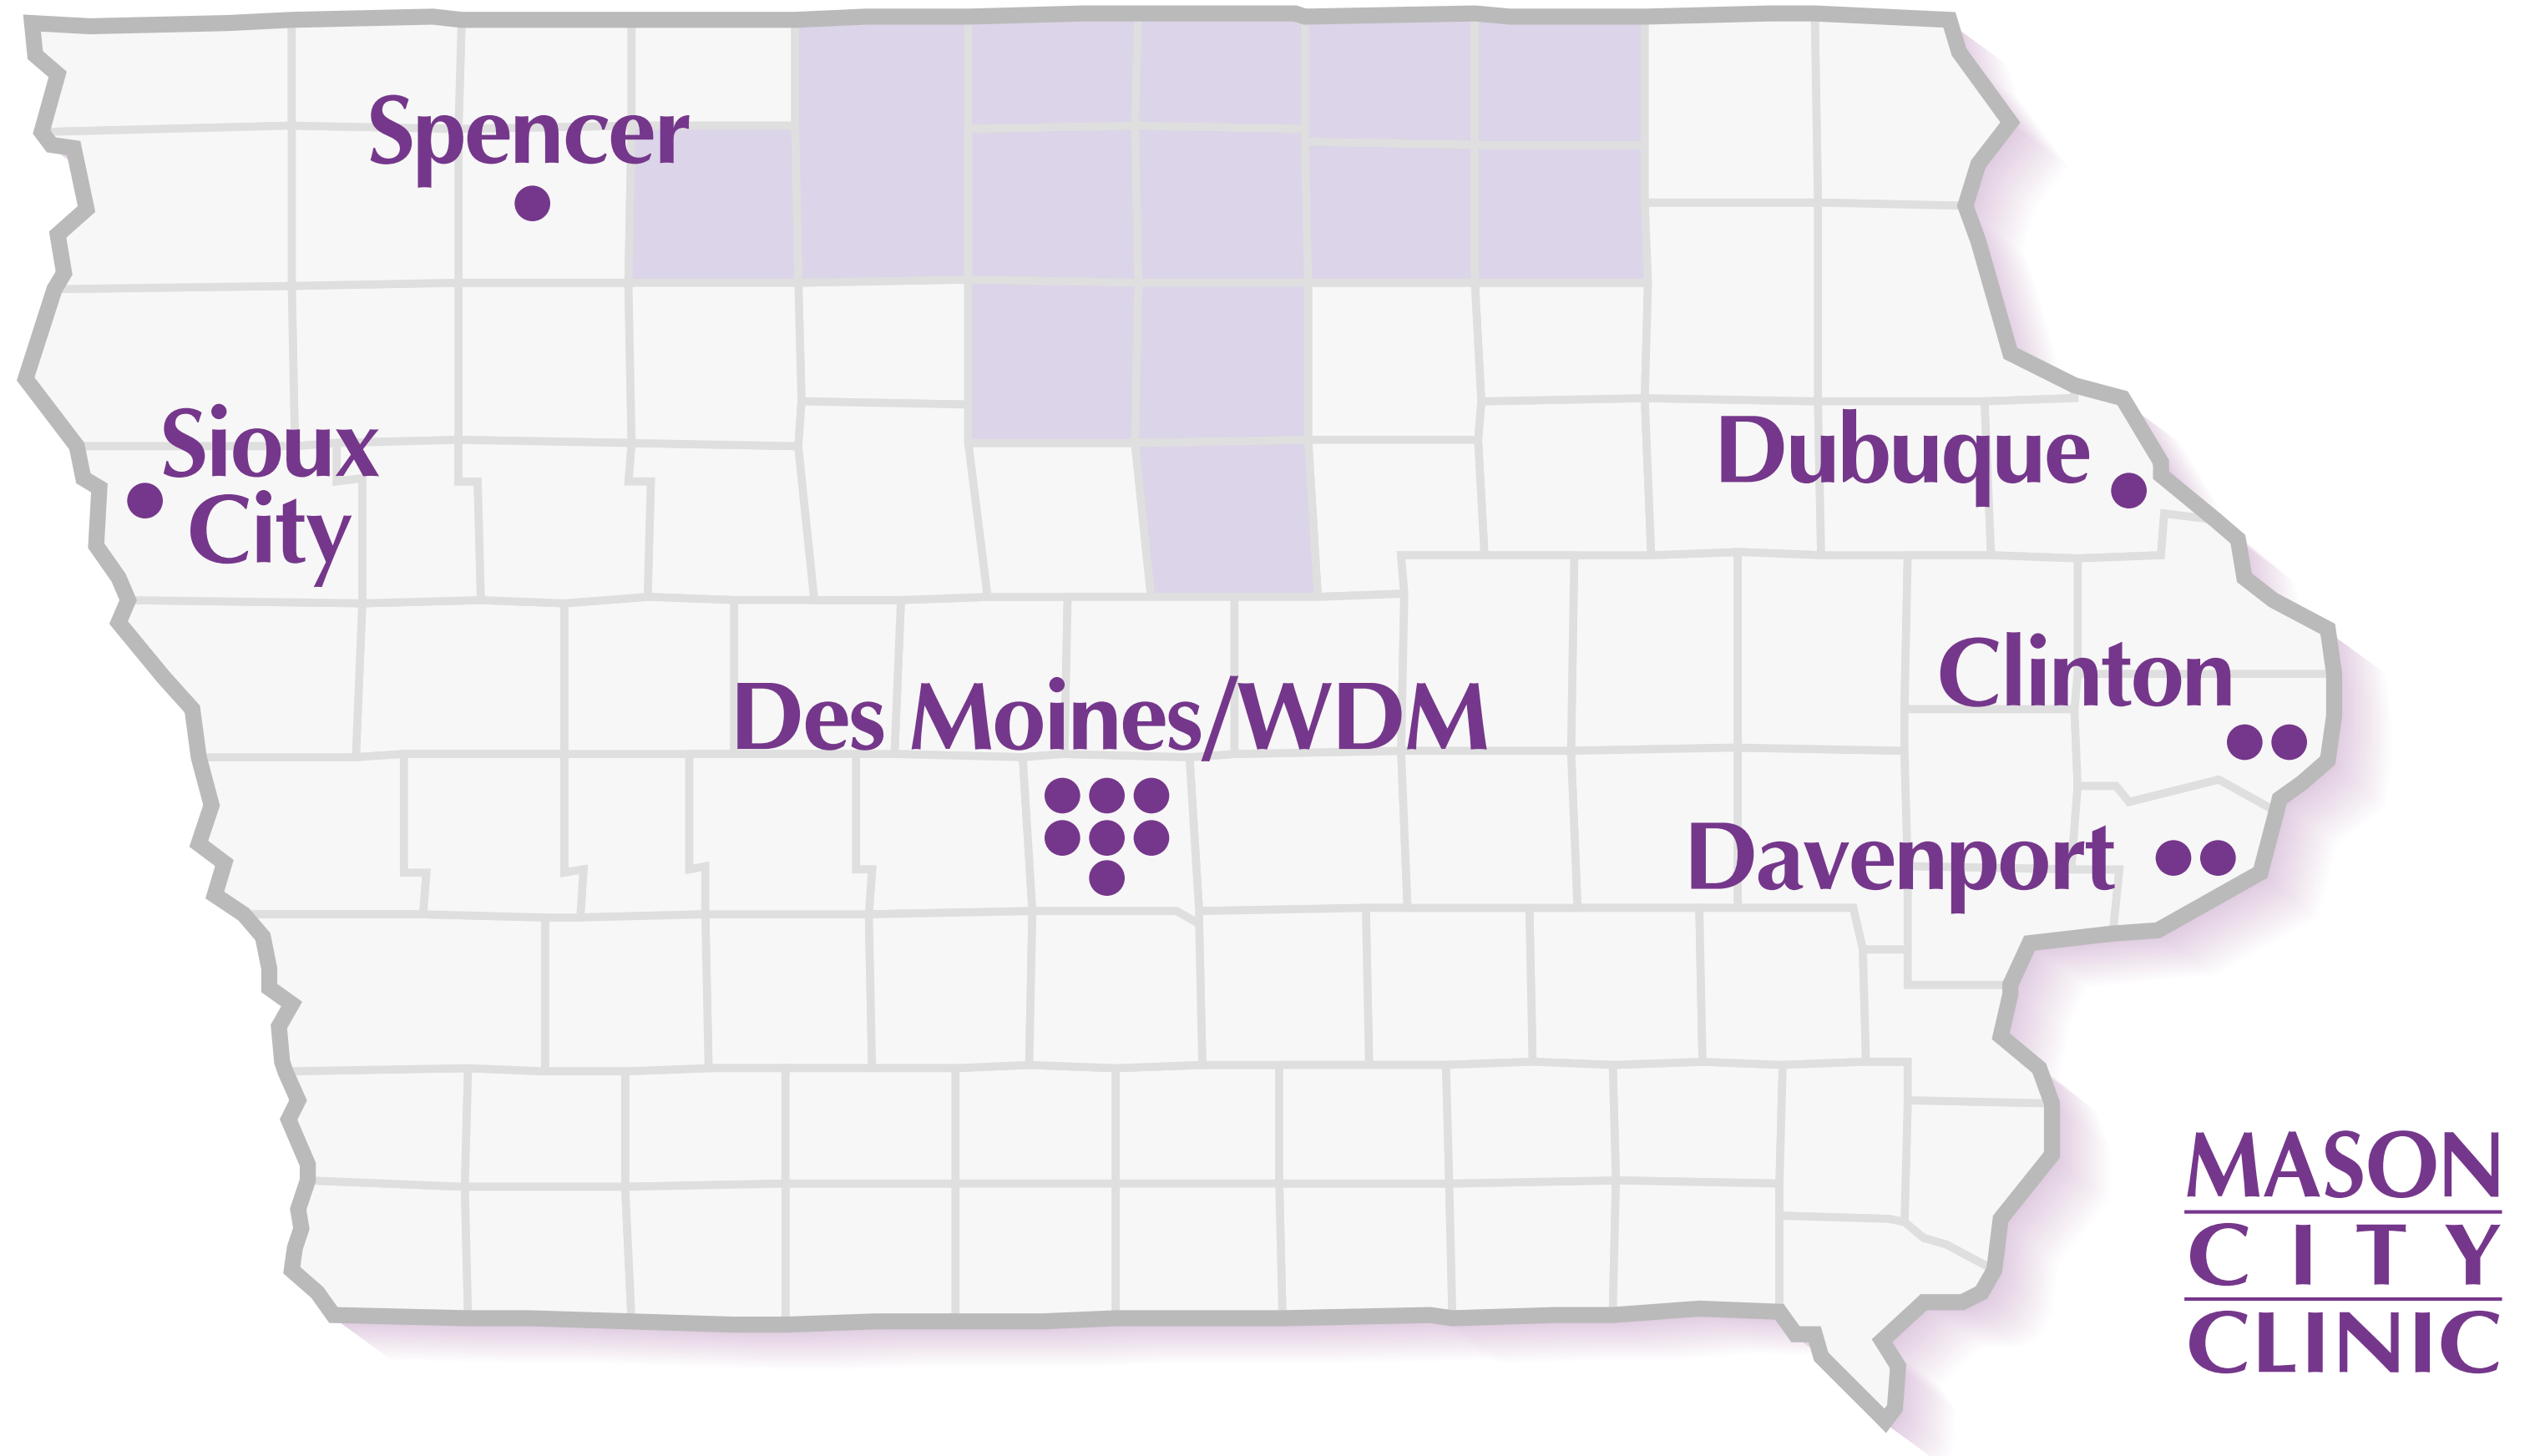 Spencer
Sioux
City
Dubuque
Clinton
Des Moines/WDM
Davenport
MASON
CITY
CLINIC